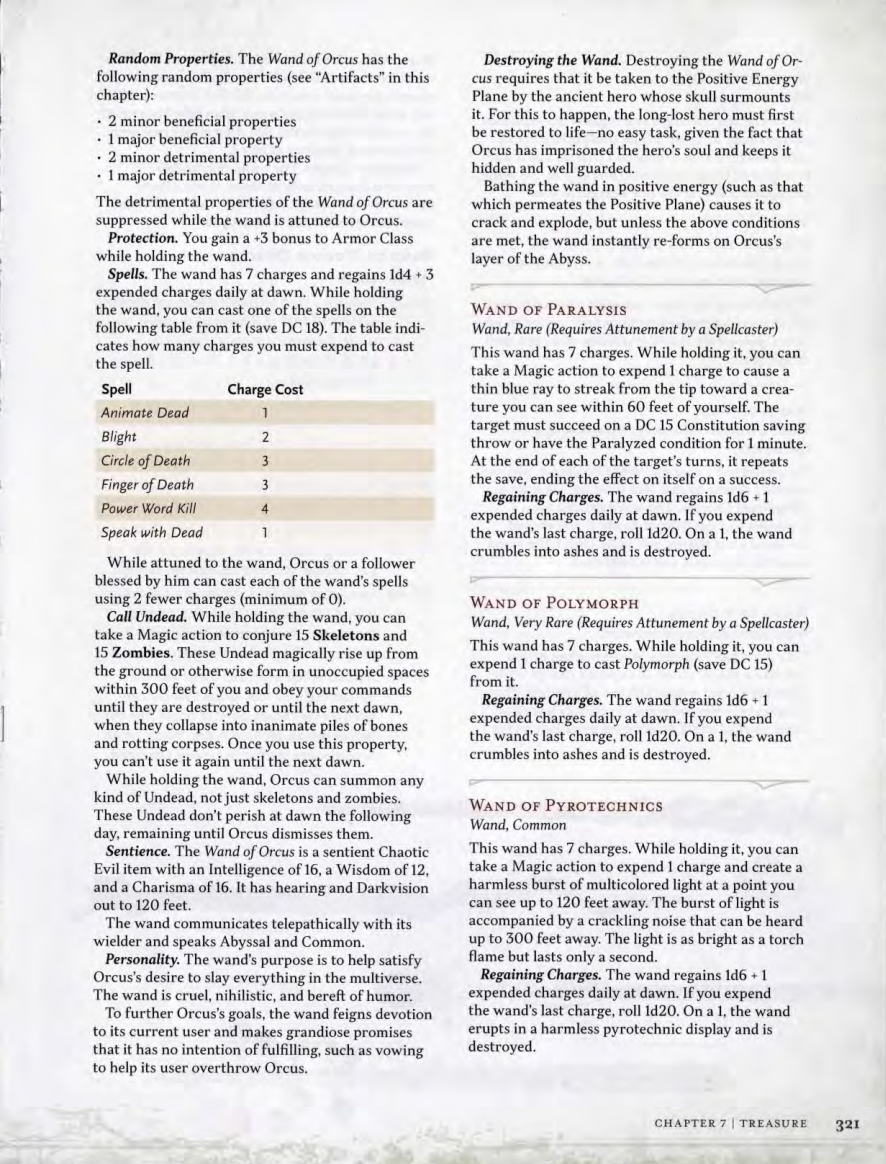 Random Properties. The Wand of Orcus has the
following random properties (see “Artifacts” in this
chapter):
• 2 minor beneficial properties
• 1 major beneficial property
• 2 minor detrimental properties
• 1 major detrimental property
The detrimental properties of the Wand of Orcus are
suppressed while the wand is attuned to Orcus.
Protection. You gain a +3 bonus to Armor Class
while holding the wand.
Spells. The wand has 7 charges and regains 1d4 + 3
expended charges daily at dawn. While holding
the wand, you can cast one of the spells on the
following table from it (save DC 18). The table indi-
cates how many charges you must expend to cast
the spell.
Spell Charge Cost
Animate Dead 1
Blight 2
Circle of Death 3
Finger of Death 3
Power Word Kill 4
Speak with Dead 1
While attuned to the wand, Orcus or a follower
blessed by him can cast each of the wand’s spells
using 2 fewer charges (minimum of 0).
Call Undead. While holding the wand, you can
take a Magic action to conjure 15 Skeletons and
15 Zombies. These Undead magically rise up from
the ground or otherwise form in unoccupied spaces
within 300 feet of you and obey your commands
until they are destroyed or until the next dawn,
when they collapse into inanimate piles of bones
and rotting corpses. Once you use this property,
you can’t use it again until the next dawn.
While holding the wand, Orcus can summon any
kind of Undead, not just skeletons and zombies.
These Undead don’t perish at dawn the following
day, remaining until Orcus dismisses them.
Sentience. The Wand of Orcus is a sentient Chaotic
Evil item with an Intelligence of 16, a Wisdom of 12,
and a Charisma of 16. It has hearing and Darkvision
out to 120 feet.
The wand communicates telepathically with its
wielder and speaks Abyssal and Common.
Personality. The wand’s purpose is to help satisfy
Orcus’s desire to slay everything in the multiverse.
The wand is cruel, nihilistic, and bereft of humor.
To further Orcus’s goals, the wand feigns devotion
to its current user and makes grandiose promises
that it has no intention of fulfilling, such as vowing
to help its user overthrow Orcus.
Destroying the Wand. Destroying the Wand of Or-
cus requires that it be taken to the Positive Energy
Plane by the ancient hero whose skull surmounts
it. For this to happen, the long-lost hero must first
be restored to life—no easy task, given the fact that
Orcus has imprisoned the hero’s soul and keeps it
hidden and well guarded.
Bathing the wand in positive energy (such as that
which permeates the Positive Plane) causes it to
crack and explode, but unless the above conditions
are met, the wand instantly re-forms on Orcus’s
layer of the Abyss.
WAND OF PARALYSIS
Wand, Rare (Requires Attunement by a Spellcaster)
This wand has 7 charges. While holding it, you can
take a Magic action to expend 1 charge to cause a
thin blue ray to streak from the tip toward a crea-
ture you can see within 60 feet of yourself. The
target must succeed on a DC 15 Constitution saving
throw or have the Paralyzed condition for 1 minute.
At the end of each of the target’s turns, it repeats
the save, ending the effect on itself on a success.
Regaining Charges. The wand regains 1d6 + 1
expended charges daily at dawn. If you expend
the wand’s last charge, roll 1d20. On a 1, the wand
crumbles into ashes and is destroyed.
WAND OF POLYMORPH
Wand, Very Rare (Requires Attunement by a Spellcaster)
This wand has 7 charges. While holding it, you can
expend 1 charge to cast Polymorph (save DC 15)
from it.
Regaining Charges. The wand regains 1d6 + 1
expended charges daily at dawn. If you expend
the wand’s last charge, roll 1d20. On a 1, the wand
crumbles into ashes and is destroyed.
WAND OF PYROTECHNICS
Wand, Common
This wand has 7 charges. While holding it, you can
take a Magic action to expend 1 charge and create a
harmless burst of multicolored light at a point you
can see up to 120 feet away. The burst of light is
accompanied by a crackling noise that can be heard
up to 300 feet away. The light is as bright as a torch
flame but lasts only a second.
Regaining Charges. The wand regains 1d6 + 1
expended charges daily at dawn. If you expend
the wand’s last charge, roll 1d20. On a 1, the wand
erupts in a harmless pyrotechnic display and is
destroyed.
CHAPTER 7 | TREASURE 321